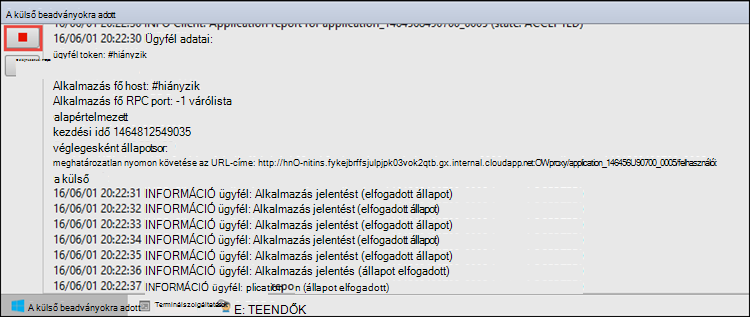 A külső beadványokra adott
16/06/01 20:22:30 INFO Client: Application report for application_1464968490700_0005 (state: ACCEPTED)
16/06/01 20:22:30 Ügyfél adatai:
ügyfél token: #hiányzik
Alkalmazás fő host: #hiányzik
Alkalmazás fő RPC port: -1 várólista
alapértelmezett
kezdési idő 1464812549035
véglegesként állapotsor:
meghatározatlan nyomon követése az URL-címe: http://hnO-nitins.fykejbrffsjulpjpk03vok2qtb.gx.internal.cloudapp.net:OWproxy/application_146456U90700_0005/felhasználói:
a külső
16/06/01 20:22:31 INFORMÁCIÓ ügyfél: Alkalmazás jelentést (elfogadott állapot)
16/06/01 20:22:32 INFORMÁCIÓ ügyfél: Alkalmazás jelentést (elfogadott állapot)
16/06/01 20:22:33 INFORMÁCIÓ ügyfél: Alkalmazás jelentést (elfogadott állapot)
16/06/01 20:22:34 INFORMÁCIÓ ügyfél: Alkalmazás jelentést (elfogadott állapot)
16/06/01 20:22:35 INFORMÁCIÓ ügyfél: Alkalmazás jelentést (elfogadott állapot)
16/06/01 20:22:36 INFORMÁCIÓ ügyfél: Alkalmazás jelentés (állapot elfogadott)
16/06/01 20:22:37 INFORMÁCIÓ ügyfél: plication repo n (állapot elfogadott)
A külső beadványokra adott Terminélszolgéltetések E: TEENDŐK